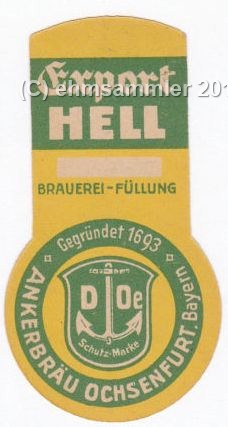 Export
(C) ehmsammler 201
HELL
BRAUEREI-FÜLLUNG
Gegründet 1693
D Oe
Schutz-Marke
ANKERBRÄU OCHSENFURT. Bayern